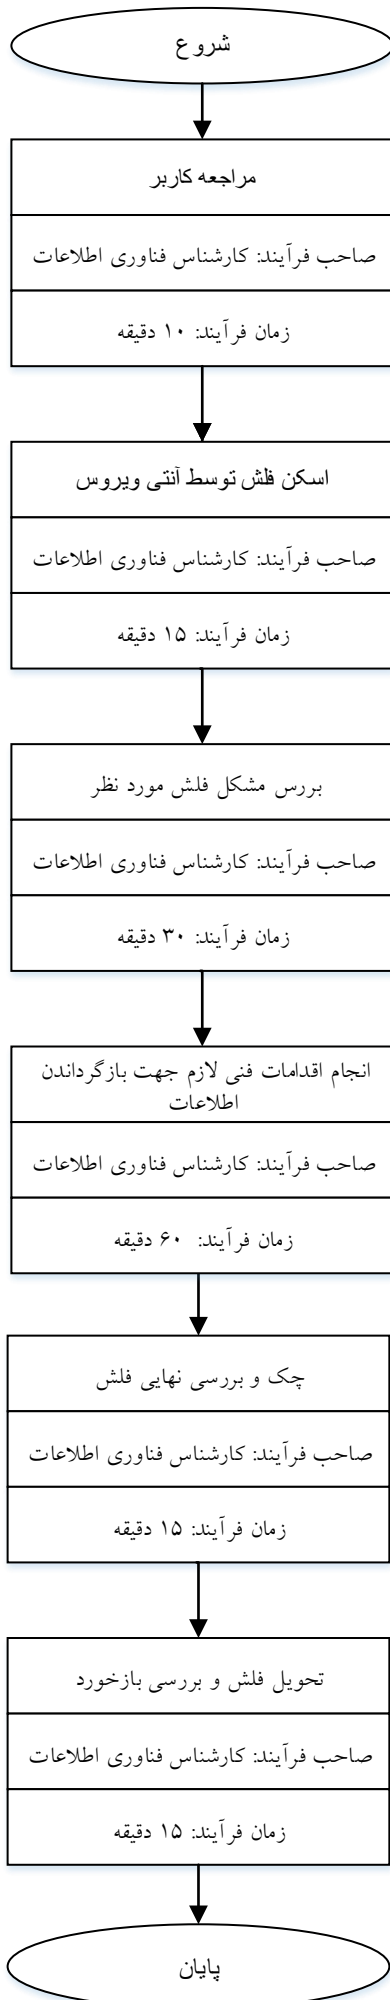 شروع
مراجعه کاربر
صاحب فرآیند: کارشناس فناوری اطلاعات
زمان فرآیند: ۱۰ دقیقه
اسکن فلش توسط آنتی ویروس
صاحب فرآیند: کارشناس فناوری اطلاعات
زمان فرآیند: ۱۵ دقیقه
بررس مشکل فلش مورد نظر
صاحب فرآیند: کارشناس فناوری اطلاعات
زمان فرآیند: ۳۰ دقیقه
انجام اقدامات فنی لازم جهت بازگرداندن
اطلاعات
صاحب فرآیند: کارشناس فناوری اطلاعات
زمان فرآیند: ۶۰ دقیقه
چک و بررسی نهایی فلش
صاحب فرآیند: کارشناس فناوری اطلاعات
زمان فرآیند: ۱۵ دقیقه
تحویل فلش و بررسی بازخورد
صاحب فرآیند: کارشناس فناوری اطلاعات
زمان فرآیند: ۱۵ دقیقه
پایان